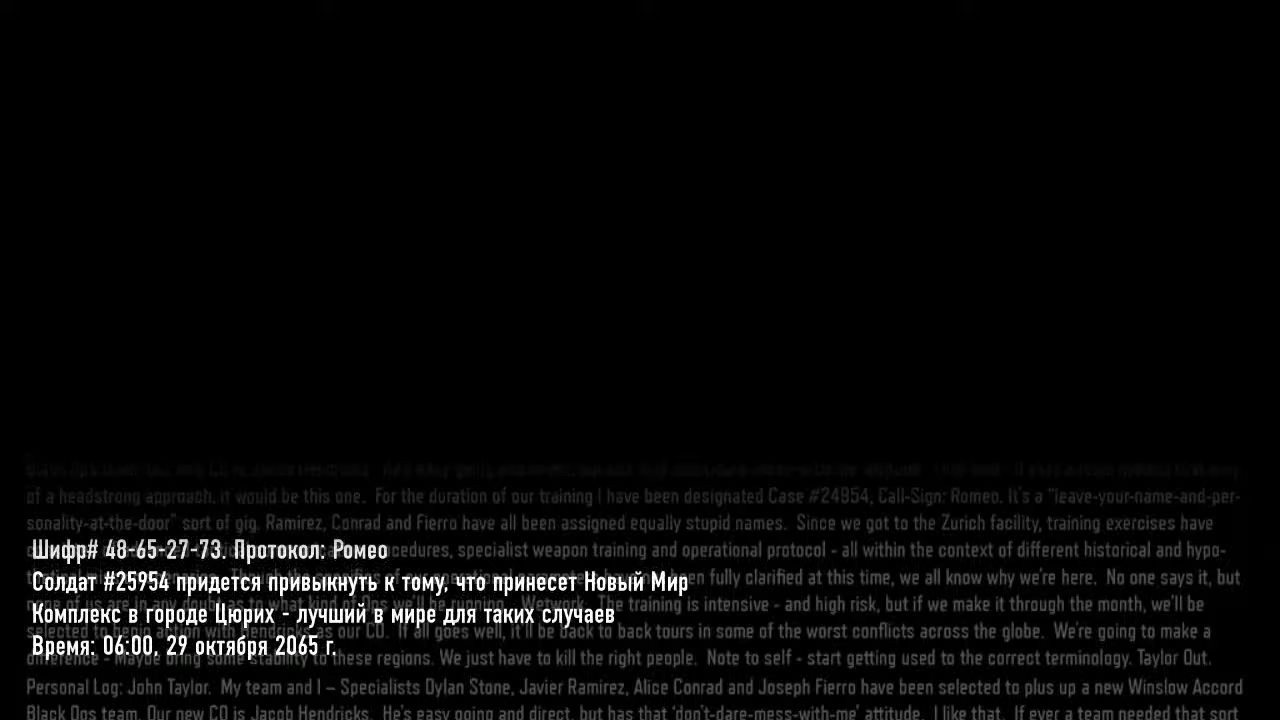 of a headstrong approach, it would be this one. For the duration of our training I have been designated Case #24954, Call-Sign: Romeo. It's a "leave-your-name-and-per-
sonality-at-the-door" sort of gig. Ramirez, Conrad and Fierro have all been assigned equally stupid names. Since we got to the Zurich facility, training exercises have
Шифр# 48-65-27-73. Протокол: Ромео
specialist weapon training and operational protocol - all within the context of different historical and hypo-
Солдат #25954 придется привыкнуть к тому, что принесет Новый Мир
fully clarified at this time, we all know why we're here. No one says it, but
The training is intensive - and high risk, but if we make it through the month, we'll be
Комплекс в городе Цюрих - лучший в мире для таких случаев
as our CO. If all goes well, it'll be back to back tours in some of the worst conflicts across the globe. We're going to make a
Время: 06:00, 29 октября 2065 г.
difference - Maybe bring some stability to these regions. We just have to kill the right people. Note to self - start getting used to the correct terminology. Taylor Out.
Personal Log: John Taylor. My team and I – Specialists Dylan Stone, Javier Ramirez, Alice Conrad and Joseph Fierro have been selected to plus up a new Winslow Accord
Black Ops team. Our new CO is Jacob Hendricks. He's easy going and direct, but has that 'don't-dare-mess-with-me' attitude. I like that. If ever a team needed that sort